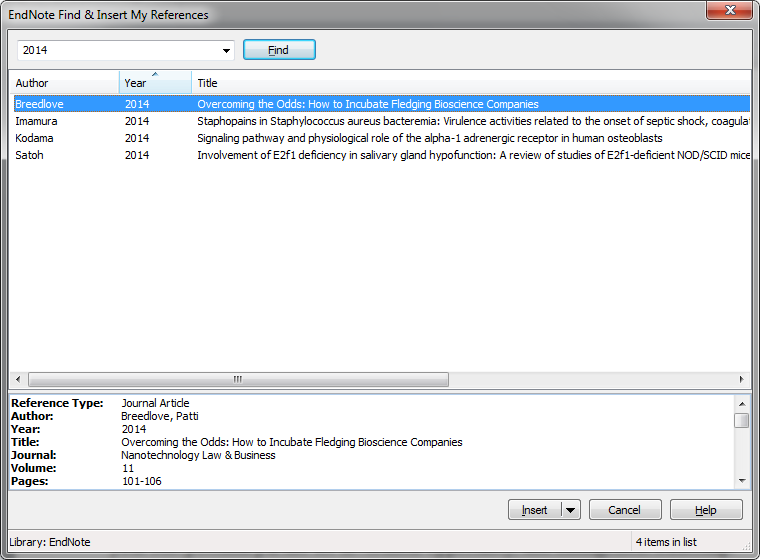 EndNote Find & Insert My References
2014 Find
Author Year Title
Breedlove 2014 Overcoming the Odds: How to Incubate Fledging Bioscience Companies
Imamura 2014 Staphopains in Staphylococcus aureus bacteremia: Virulence activities related to the onset of septic shock, coagulat
Kodama 2014 Signaling pathway and physiological role of the alpha-1 adrenergic receptor in human osteoblasts
Satoh 2014 Involvement of E2f1 deficiency in salivary gland hypofunction: A review of studies of E2f1-deficient NOD/SCID mice
Reference Type: Journal Article
Author: Breedlove, Patti
Year: 2014
Title: Overcoming the Odds: How to Incubate Fledging Bioscience Companies
Journal: Nanotechnology Law & Business
Volume: 11
Pages: 101-106
Insert Cancel Help
Library: EndNote 4 items in list